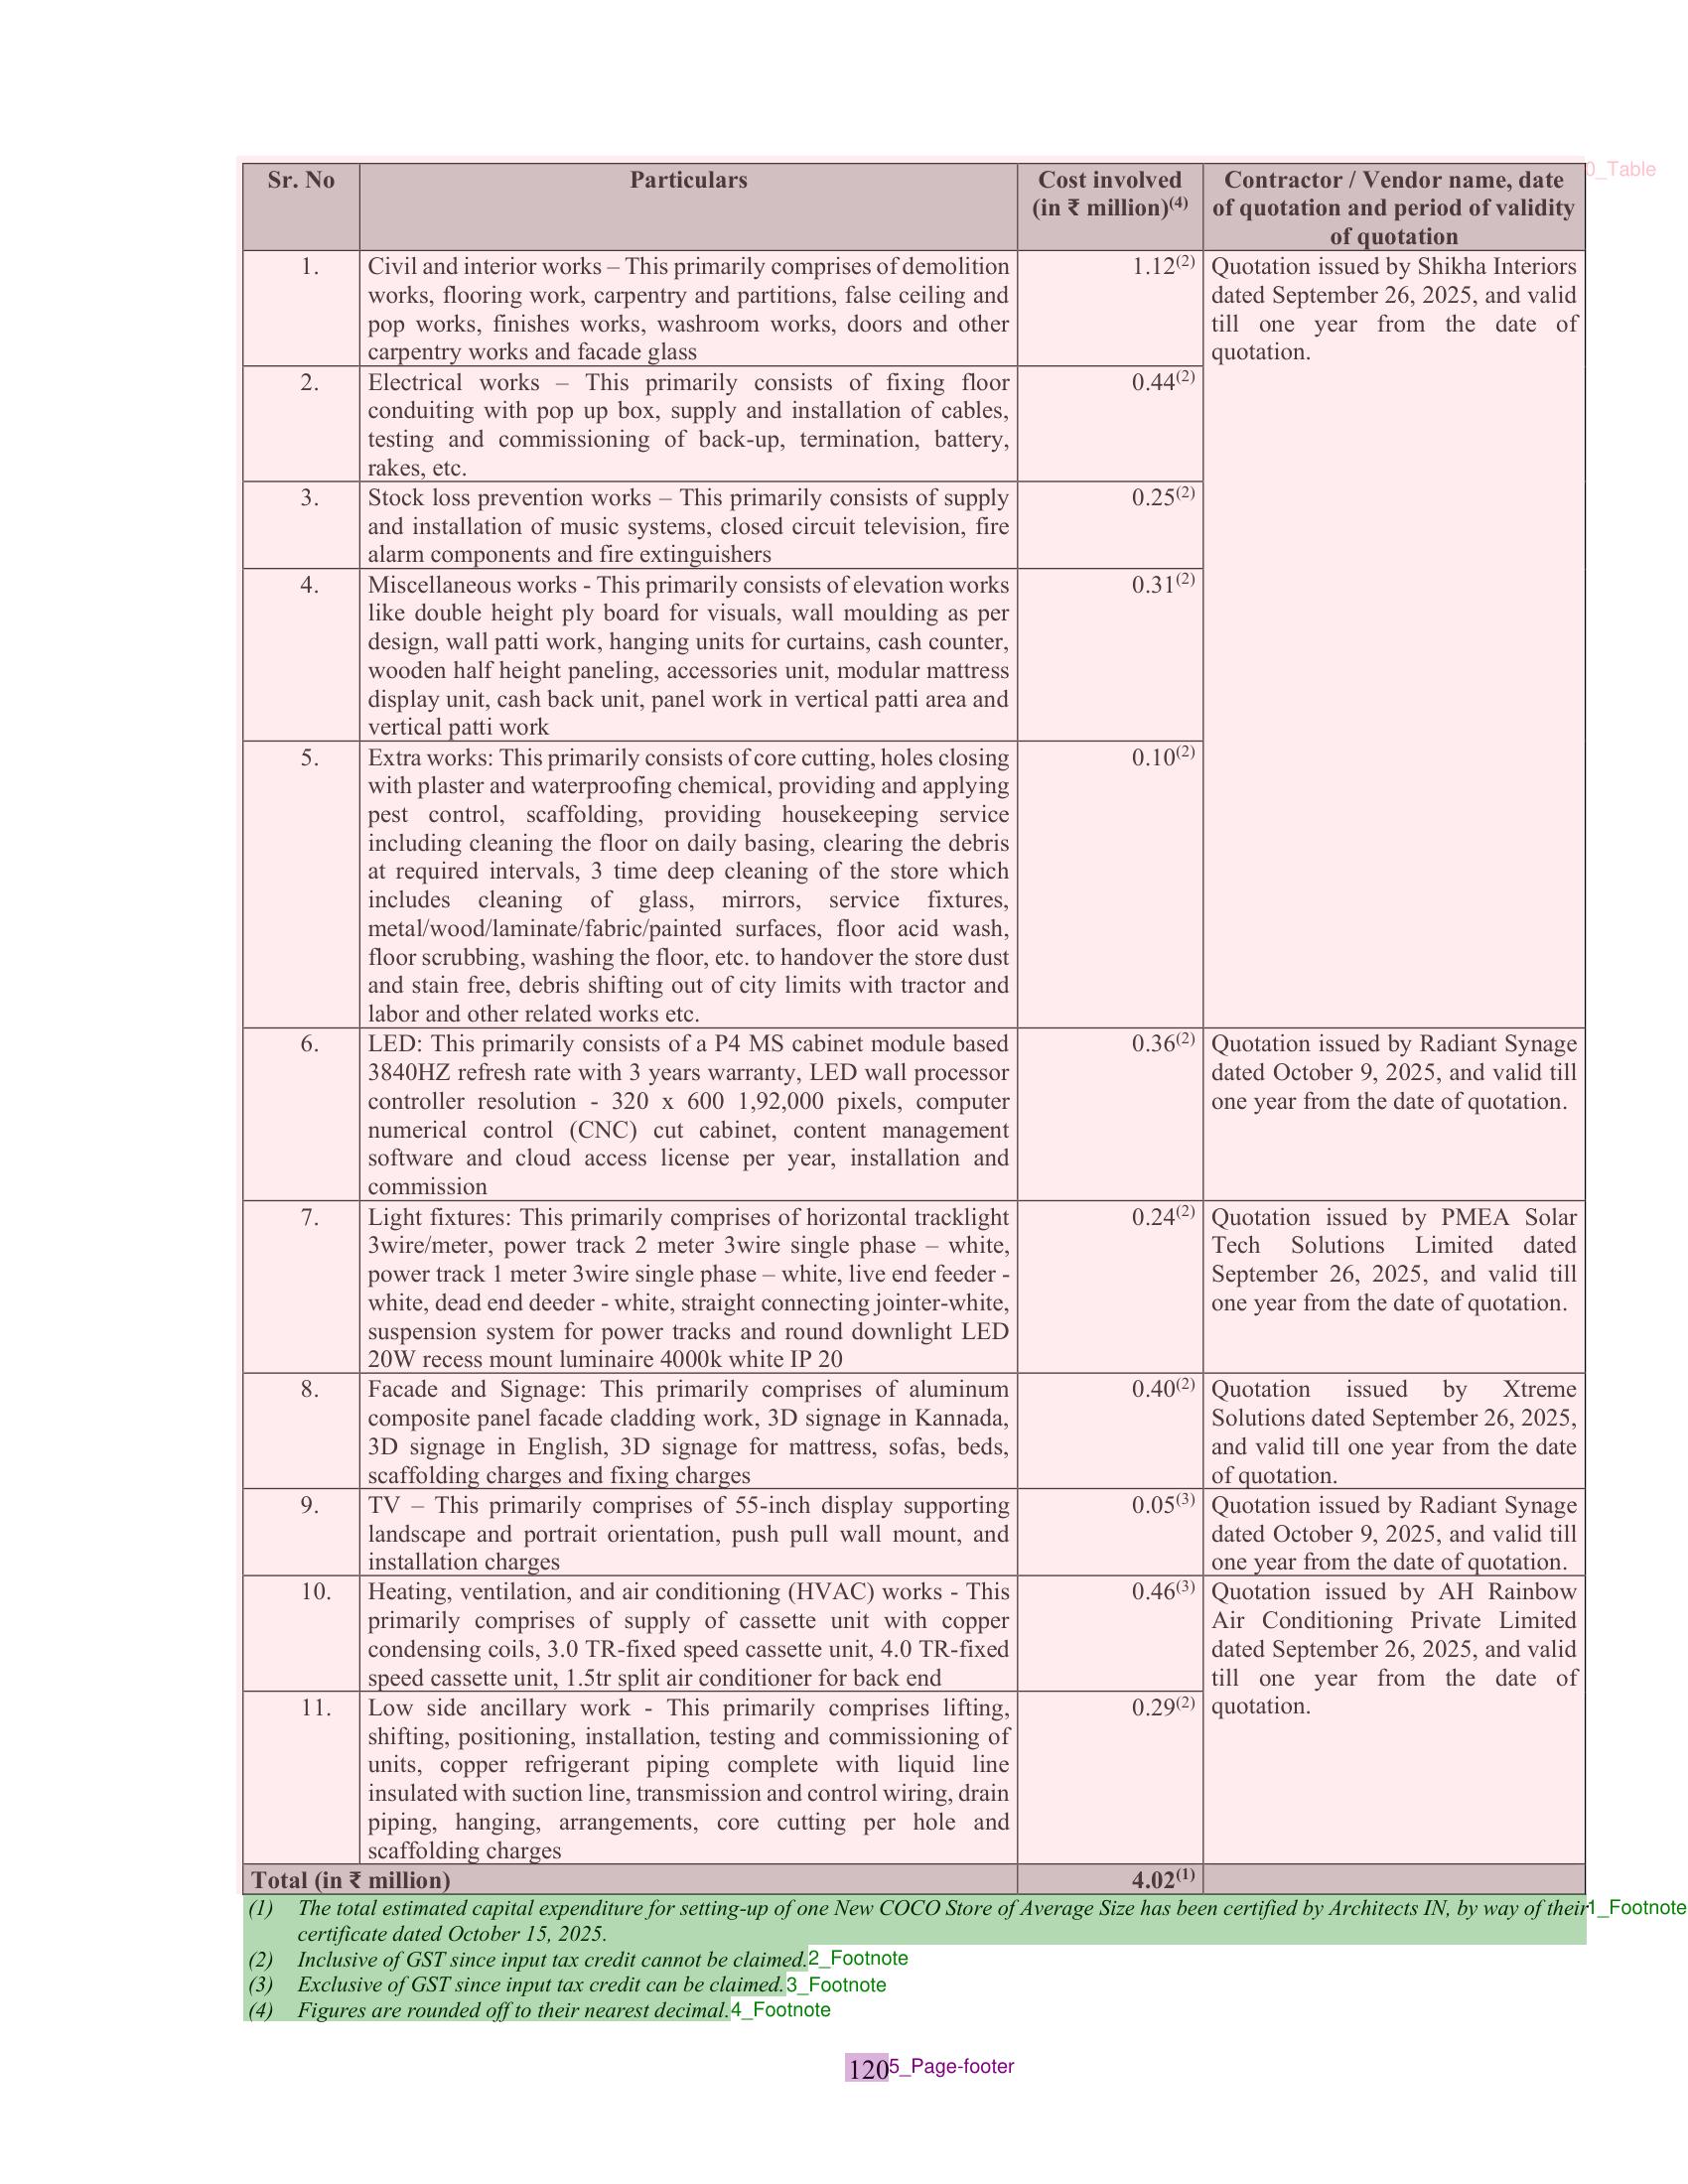 Sr. No
Particulars
Cost involved
(in ₹ million)(4)
Contractor / Vendor name, date
of quotation and period of validity
of quotation
0_Table
1.
Civil and interior works – This primarily comprises of demolition
works, flooring work, carpentry and partitions, false ceiling and
pop works, finishes works, washroom works, doors and other
carpentry works and facade glass
1.12(2)
Quotation issued by Shikha Interiors
dated September 26, 2025, and valid
till one year from the date of
quotation.
2.
Electrical works – This primarily consists of fixing floor
conduiting with pop up box, supply and installation of cables,
testing and commissioning of back-up, termination, battery,
rakes, etc.
0.44(2)
3.
Stock loss prevention works – This primarily consists of supply
and installation of music systems, closed circuit television, fire
alarm components and fire extinguishers
0.25(2)
4.
Miscellaneous works - This primarily consists of elevation works
like double height ply board for visuals, wall moulding as per
design, wall patti work, hanging units for curtains, cash counter,
wooden half height paneling, accessories unit, modular mattress
display unit, cash back unit, panel work in vertical patti area and
vertical patti work
0.31(2)
5.
Extra works: This primarily consists of core cutting, holes closing
with plaster and waterproofing chemical, providing and applying
pest control, scaffolding, providing housekeeping service
including cleaning the floor on daily basing, clearing the debris
at required intervals, 3 time deep cleaning of the store which
includes cleaning of glass, mirrors, service fixtures,
metal/wood/laminate/fabric/painted surfaces, floor acid wash,
floor scrubbing, washing the floor, etc. to handover the store dust
and stain free, debris shifting out of city limits with tractor and
labor and other related works etc.
0.10(2)
6.
LED: This primarily consists of a P4 MS cabinet module based
3840HZ refresh rate with 3 years warranty, LED wall processor
controller resolution - 320 x 600 1,92,000 pixels, computer
numerical control (CNC) cut cabinet, content management
software and cloud access license per year, installation and
commission
0.36(2)
Quotation issued by Radiant Synage
dated October 9, 2025, and valid till
one year from the date of quotation.
7.
Light fixtures: This primarily comprises of horizontal tracklight
3wire/meter, power track 2 meter 3wire single phase – white,
power track 1 meter 3wire single phase – white, live end feeder -
white, dead end deeder - white, straight connecting jointer-white,
suspension system for power tracks and round downlight LED
20W recess mount luminaire 4000k white IP 20
0.24(2)
Quotation issued by PMEA Solar
Tech Solutions Limited dated
September 26, 2025, and valid till
one year from the date of quotation.
8.
Facade and Signage: This primarily comprises of aluminum
composite panel facade cladding work, 3D signage in Kannada,
3D signage in English, 3D signage for mattress, sofas, beds,
scaffolding charges and fixing charges
0.40(2)
Quotation issued by Xtreme
Solutions dated September 26, 2025,
and valid till one year from the date
of quotation.
9.
TV – This primarily comprises of 55-inch display supporting
landscape and portrait orientation, push pull wall mount, and
installation charges
0.05(3)
Quotation issued by Radiant Synage
dated October 9, 2025, and valid till
one year from the date of quotation.
10.
Heating, ventilation, and air conditioning (HVAC) works - This
primarily comprises of supply of cassette unit with copper
condensing coils, 3.0 TR-fixed speed cassette unit, 4.0 TR-fixed
speed cassette unit, 1.5tr split air conditioner for back end
0.46(3)
Quotation issued by AH Rainbow
Air Conditioning Private Limited
dated September 26, 2025, and valid
till one year from the date of
quotation.
11.
Low side ancillary work - This primarily comprises lifting,
shifting, positioning, installation, testing and commissioning of
units, copper refrigerant piping complete with liquid line
insulated with suction line, transmission and control wiring, drain
piping, hanging, arrangements, core cutting per hole and
scaffolding charges
0.29(2)
Total (in ₹ million)
4.02(1)
(1) The total estimated capital expenditure for setting-up of one New COCO Store of Average Size has been certified by Architects IN, by way of their 1_Footnote
certificate dated October 15, 2025.
(2) Inclusive of GST since input tax credit cannot be claimed. 2_Footnote
(3) Exclusive of GST since input tax credit can be claimed. 3_Footnote
(4) Figures are rounded off to their nearest decimal. 4_Footnote
120 5_Page-footer